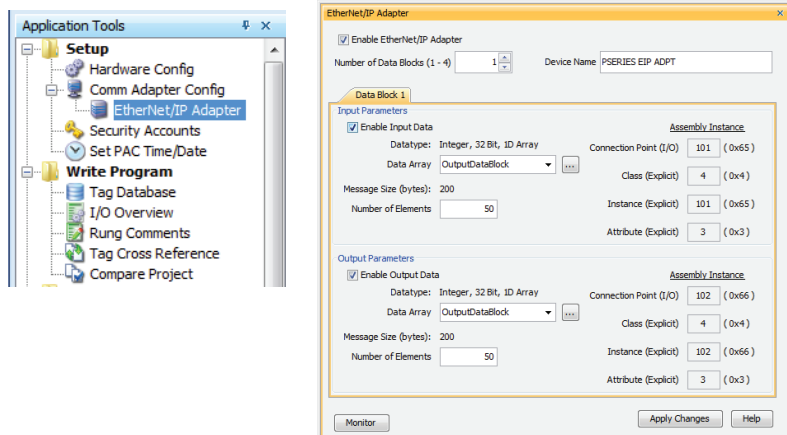 Application Tools
Setup
Hardware Config
Comm Adapter Config
EtherNet/IP Adapter
Security Accounts
Set PAC Time/Date
Write Program
Tag Database
I/O Overview
Rung Comments
Tag Cross Reference
Compare Project
EtherNet/IP Adapter
Enable EtherNet/IP Adapter
Number of Data Blocks (1 - 4) 1 Device Name PSERIES EIP ADPT
Data Block 1
Input Parameters
Enable Input Data Assembly Instance
Datatype: Integer, 32 Bit, 1D Array Connection Point (I/O) 101 ( 0x65 )
Data Array OutputDataBlock ... Class (Explicit) 4 ( 0x4 )
Message Size (bytes): 200
Number of Elements 50 Instance (Explicit) 101 ( 0x65 )
Attribute (Explicit) 3 ( 0x3 )
Output Parameters
Enable Output Data Assembly Instance
Datatype: Integer, 32 Bit, 1D Array Connection Point (I/O) 102 ( 0x66 )
Data Array OutputDataBlock ... Class (Explicit) 4 ( 0x4 )
Message Size (bytes): 200
Number of Elements 50 Instance (Explicit) 102 ( 0x66 )
Attribute (Explicit) 3 ( 0x3 )
Monitor Apply Changes Help